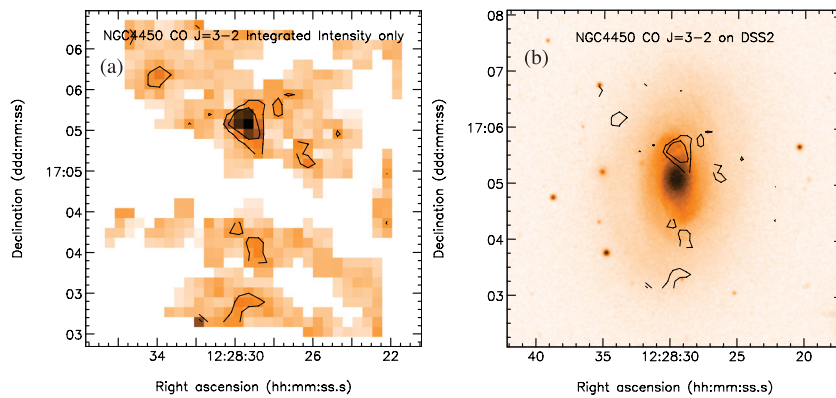 NGC4450 CO J=3-2 Integrated Intensity only
(a)
06
06
05
17:05
04
04
03
03
34
12:28:30
26
22
Declination (ddd:mm:ss)
Right ascension (hh:mm:ss.s)
NGC4450 CO J=3-2 on DSS2
(b)
08
07
17:06
05
04
03
40
35
12:28:30
25
20
Declination (ddd:mm:ss)
Right ascension (hh:mm:ss.s)